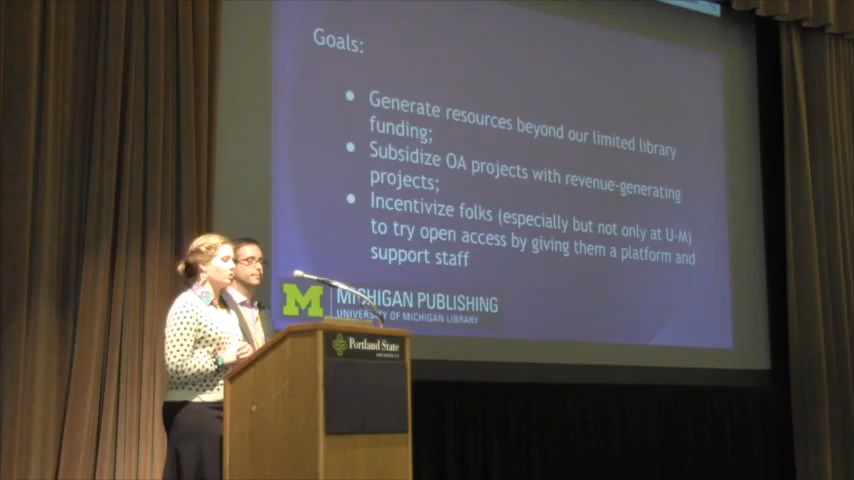 Goals:
● Generate resources beyond our limited library
funding;
● Subsidize OA projects with revenue-generating
projects;
● Incentivize folks (especially but not only at U-M)
to try open access by giving them a platform and
support staff
M MICHIGAN PUBLISHING
UNIVERSITY OF MICHIGAN LIBRARY
Portland State
UNIVERSITY